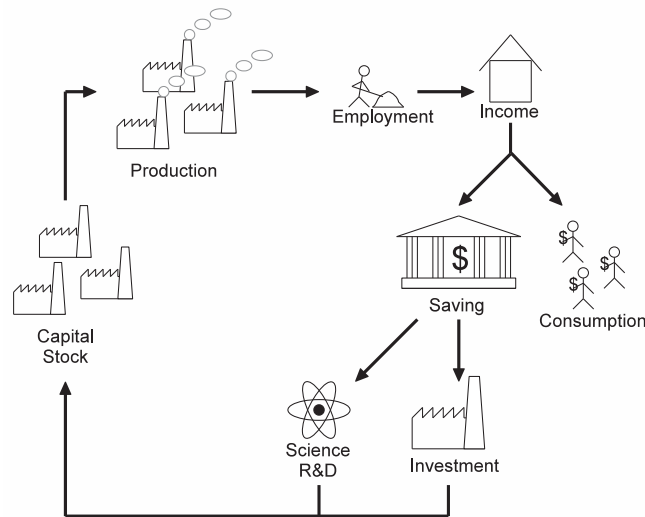 Production
Employment
Income
$
Saving
$
$
$
Consumption
Capital
Stock
Science
R&D
Investment